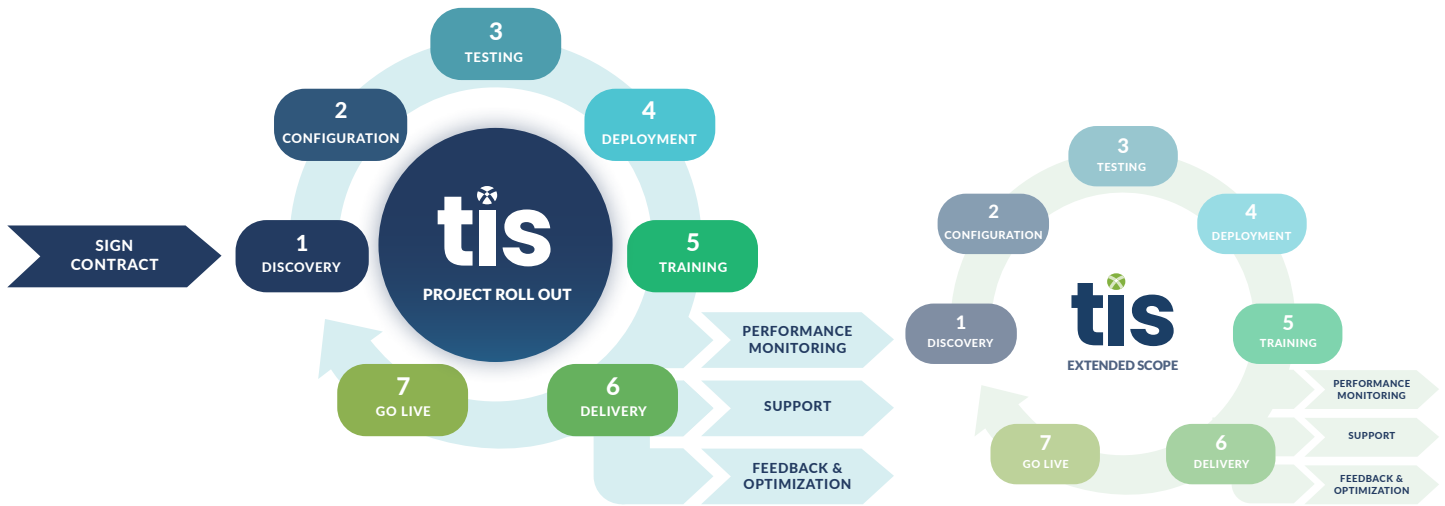 SIGN
CONTRACT
1
DISCOVERY
2
CONFIGURATION
3
TESTING
4
DEPLOYMENT
5
TRAINING
6
DELIVERY
7
GO LIVE
tis
PROJECT ROLL OUT
PERFORMANCE
MONITORING
SUPPORT
FEEDBACK &
OPTIMIZATION
1
DISCOVERY
2
CONFIGURATION
3
TESTING
4
DEPLOYMENT
5
TRAINING
6
DELIVERY
7
GO LIVE
tis
EXTENDED SCOPE
PERFORMANCE
MONITORING
SUPPORT
FEEDBACK &
OPTIMIZATION